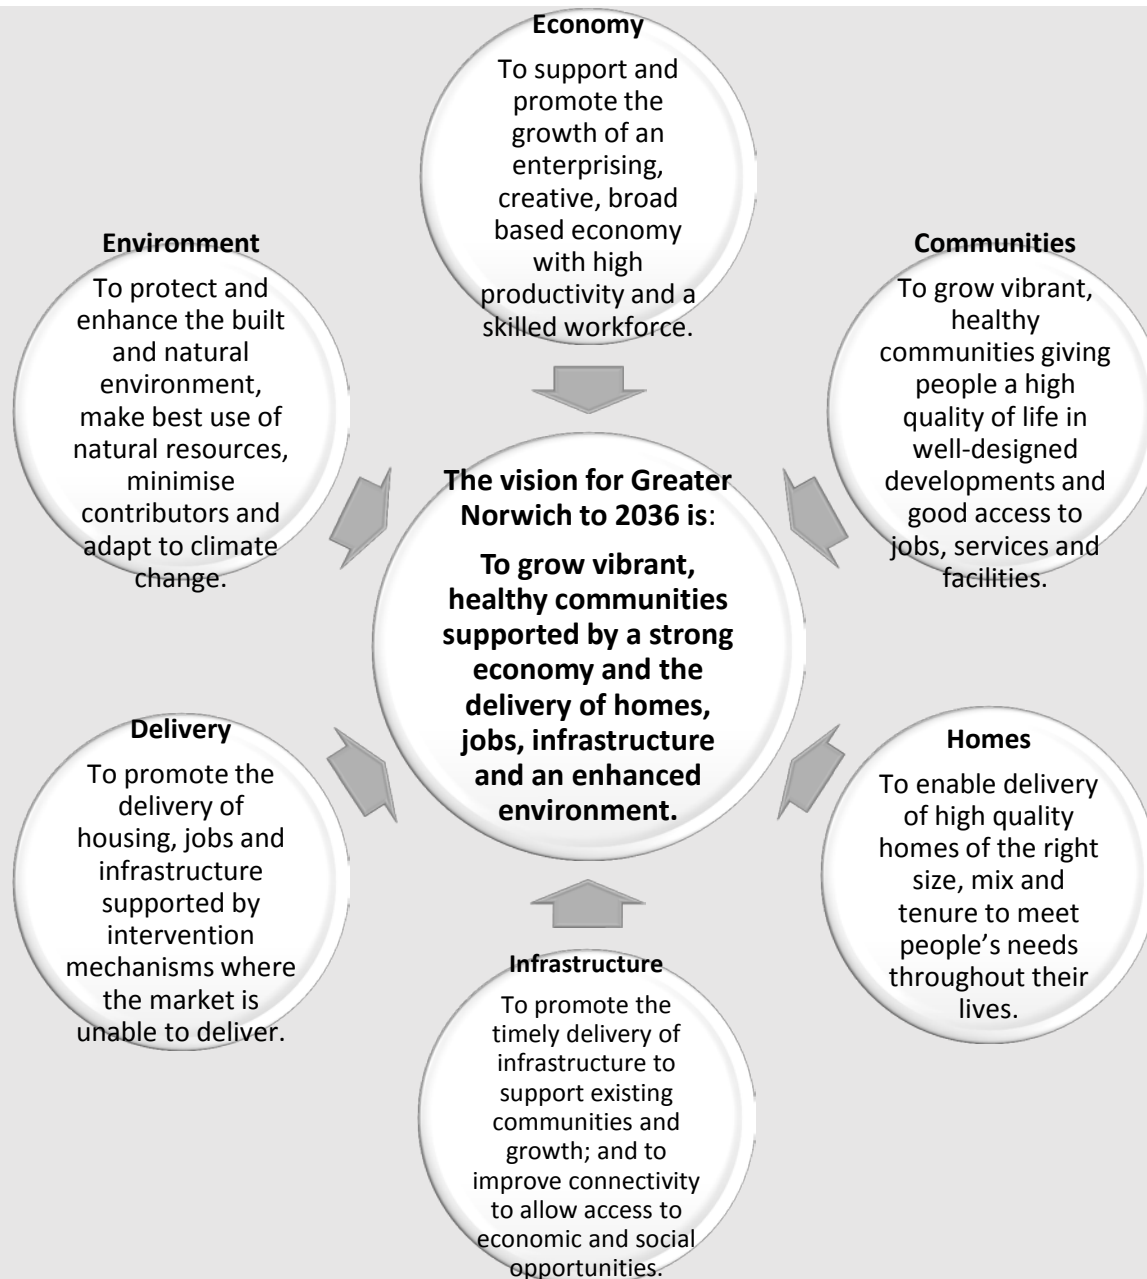 Economy
To support and
promote the
growth of an
enterprising,
creative, broad
based economy
with high
productivity and a
skilled workforce.
Environment
To protect and
enhance the built
and natural
environment,
make best use of
natural resources,
minimise
contributors and
adapt to climate
change.
Communities
To grow vibrant,
healthy
communities giving
people a high
quality of life in
well-designed
developments and
good access to
jobs, services and
facilities.
The vision for Greater
Norwich to 2036 is:
To grow vibrant,
healthy communities
supported by a strong
economy and the
delivery of homes,
jobs, infrastructure
and an enhanced
environment.
Delivery
To promote the
delivery of
housing, jobs and
infrastructure
supported by
intervention
mechanisms where
the market is
unable to deliver.
Homes
To enable delivery
of high quality
homes of the right
size, mix and
tenure to meet
people’s needs
throughout their
lives.
Infrastructure
To promote the
timely delivery of
infrastructure to
support existing
communities and
growth; and to
improve connectivity
to allow access to
economic and social
opportunities.